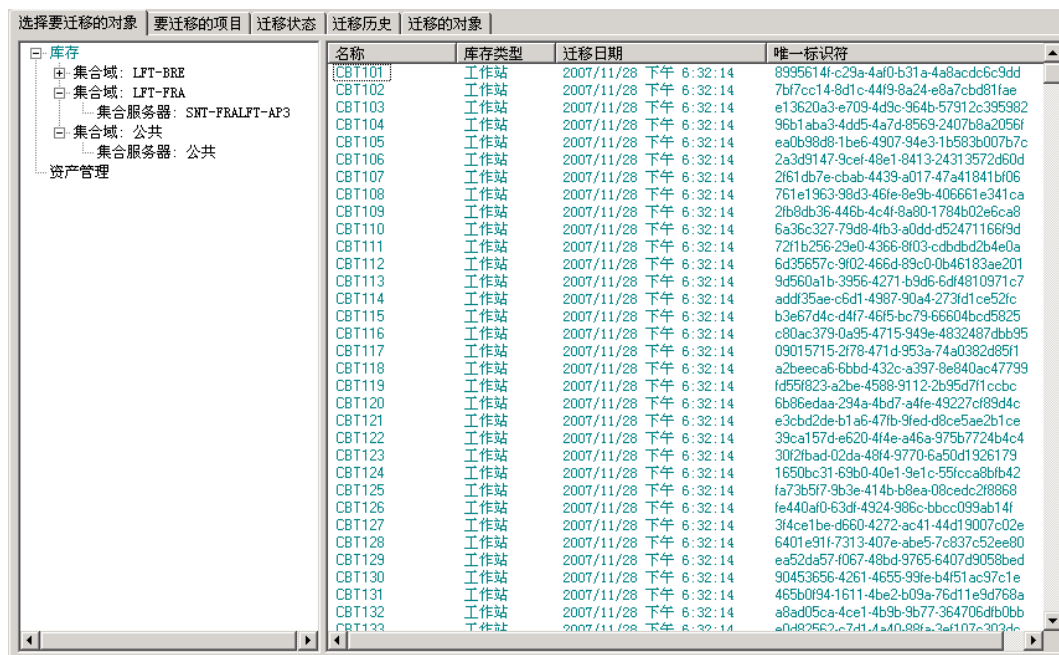 选择要迁移的对象 要迁移的项目 迁移状态 迁移历史 迁移的对象
库存
集合域: LFT-BRE
集合域: LFT-FRA
集合服务器: SNT-FRALFT-AP3
集合域: 公共
集合服务器: 公共
资产管理
名称 库存类型 迁移日期 唯一标识符
CBT101 工作站 2007/11/28 下午 6:32:14 8995614f-c29a-4af0-b31a-4a8acdc6c9dd
CBT102 工作站 2007/11/28 下午 6:32:14 7bf7cc14-8d1c-44f9-8a24-e8a7cbd81fae
CBT103 工作站 2007/11/28 下午 6:32:14 e13620a3-e709-4d9c-964b-57912c395982
CBT104 工作站 2007/11/28 下午 6:32:14 96b1aba3-4dd5-4a7d-8569-2407b8a2056f
CBT105 工作站 2007/11/28 下午 6:32:14 ea0b98d8-1be6-4907-94e3-1b583b007b7c
CBT106 工作站 2007/11/28 下午 6:32:14 2a3d9147-9cef-48e1-8413-24313572d60d
CBT107 工作站 2007/11/28 下午 6:32:14 2f61db7e-cbab-4439-a017-47a41841bf06
CBT108 工作站 2007/11/28 下午 6:32:14 761e1963-98d3-46fe-8e9b-406661e341ca
CBT109 工作站 2007/11/28 下午 6:32:14 2fb8db36-446b-4c4f-8a80-1784b02e6ca8
CBT110 工作站 2007/11/28 下午 6:32:14 6a36c327-79d8-4fb3-a0dd-d52471166f9d
CBT111 工作站 2007/11/28 下午 6:32:14 72f1b256-29e0-4366-8f03-cdbdbd2b4e0a
CBT112 工作站 2007/11/28 下午 6:32:14 6d35657c-9f02-466d-89c0-0b46183ae201
CBT113 工作站 2007/11/28 下午 6:32:14 9d560a1b-3956-4271-b9d6-6df4810971c7
CBT114 工作站 2007/11/28 下午 6:32:14 addf35ae-c6d1-4987-90a4-273fd1ce52fc
CBT115 工作站 2007/11/28 下午 6:32:14 b3e67d4c-d4f7-46f5-bc79-66604bcd5825
CBT116 工作站 2007/11/28 下午 6:32:14 c80ac379-0a95-4715-949e-4832487dbb95
CBT117 工作站 2007/11/28 下午 6:32:14 09015715-2f78-471d-953a-74a0382d85f1
CBT118 工作站 2007/11/28 下午 6:32:14 a2beeca6-6bbd-432c-a397-8e840ac47799
CBT119 工作站 2007/11/28 下午 6:32:14 fd55f823-a2be-4588-9112-2b95d7f1ccbc
CBT120 工作站 2007/11/28 下午 6:32:14 6b86edaa-294a-4bd7-a4fe-49227cf89d4c
CBT121 工作站 2007/11/28 下午 6:32:14 e3cbd2de-b1a6-47fb-9fed-d8ce5ae2b1ce
CBT122 工作站 2007/11/28 下午 6:32:14 39ca157d-e620-4f4e-a46a-975b7724b4c4
CBT123 工作站 2007/11/28 下午 6:32:14 30f2fbad-02da-48f4-9770-6a50d1926179
CBT124 工作站 2007/11/28 下午 6:32:14 1650bc31-69b0-40e1-9e1c-55fcca8bfb42
CBT125 工作站 2007/11/28 下午 6:32:14 fa73b5f7-9b3e-414b-b8ea-08cedc2f8868
CBT126 工作站 2007/11/28 下午 6:32:14 fe440af0-63df-4924-986c-bbcc099ab14f
CBT127 工作站 2007/11/28 下午 6:32:14 3f4ce1be-d660-4272-ac41-44d19007c02e
CBT128 工作站 2007/11/28 下午 6:32:14 6401e91f-7313-407e-abe5-7c837c52ee80
CBT129 工作站 2007/11/28 下午 6:32:14 ea52da57-f067-48bd-9765-6407d9058bed
CBT130 工作站 2007/11/28 下午 6:32:14 90453656-4261-4655-99fe-b4f51ac97c1e
CBT131 工作站 2007/11/28 下午 6:32:14 465b0f94-1611-4be2-b09a-76d11e9d768a
CBT132 工作站 2007/11/28 下午 6:32:14 a8ad05ca-4ce1-4b9b-9b77-364706dfb0bb
CBT133 工作站 2007/11/28 下午 6:32:14 e0d82562-c7d1-4a40-88fa-3ef107c303dc